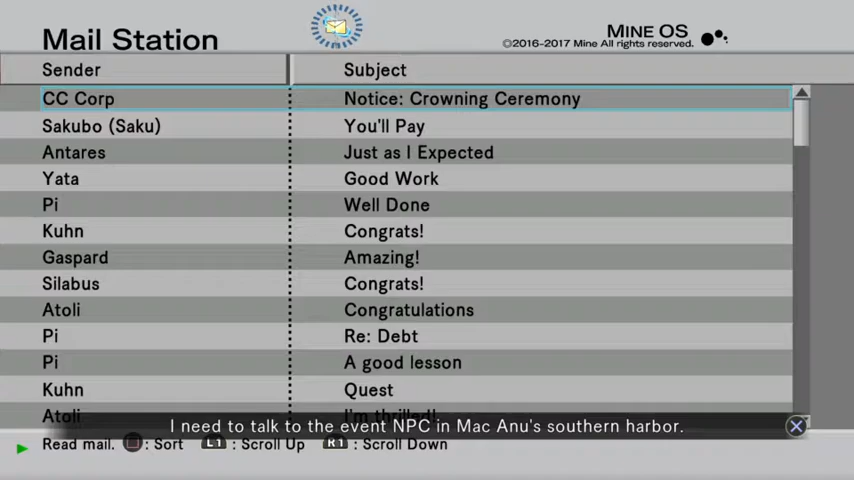 Mail Station
MINE OS
©2016-2017 Mine All rights reserved.
Sender Subject
CC Corp Notice: Crowning Ceremony
Sakubo (Saku) You'll Pay
Antares Just as I Expected
Yata Good Work
Pi Well Done
Kuhn Congrats!
Gaspard Amazing!
Silabus Congrats!
Atoli Congratulations
Pi Re: Debt
Pi A good lesson
Kuhn Quest
Atoli I'm thrilled!
I need to talk to the event NPC in Mac Anu's southern harbor.
Read mail. : Sort L1 : Scroll Up R1 : Scroll Down